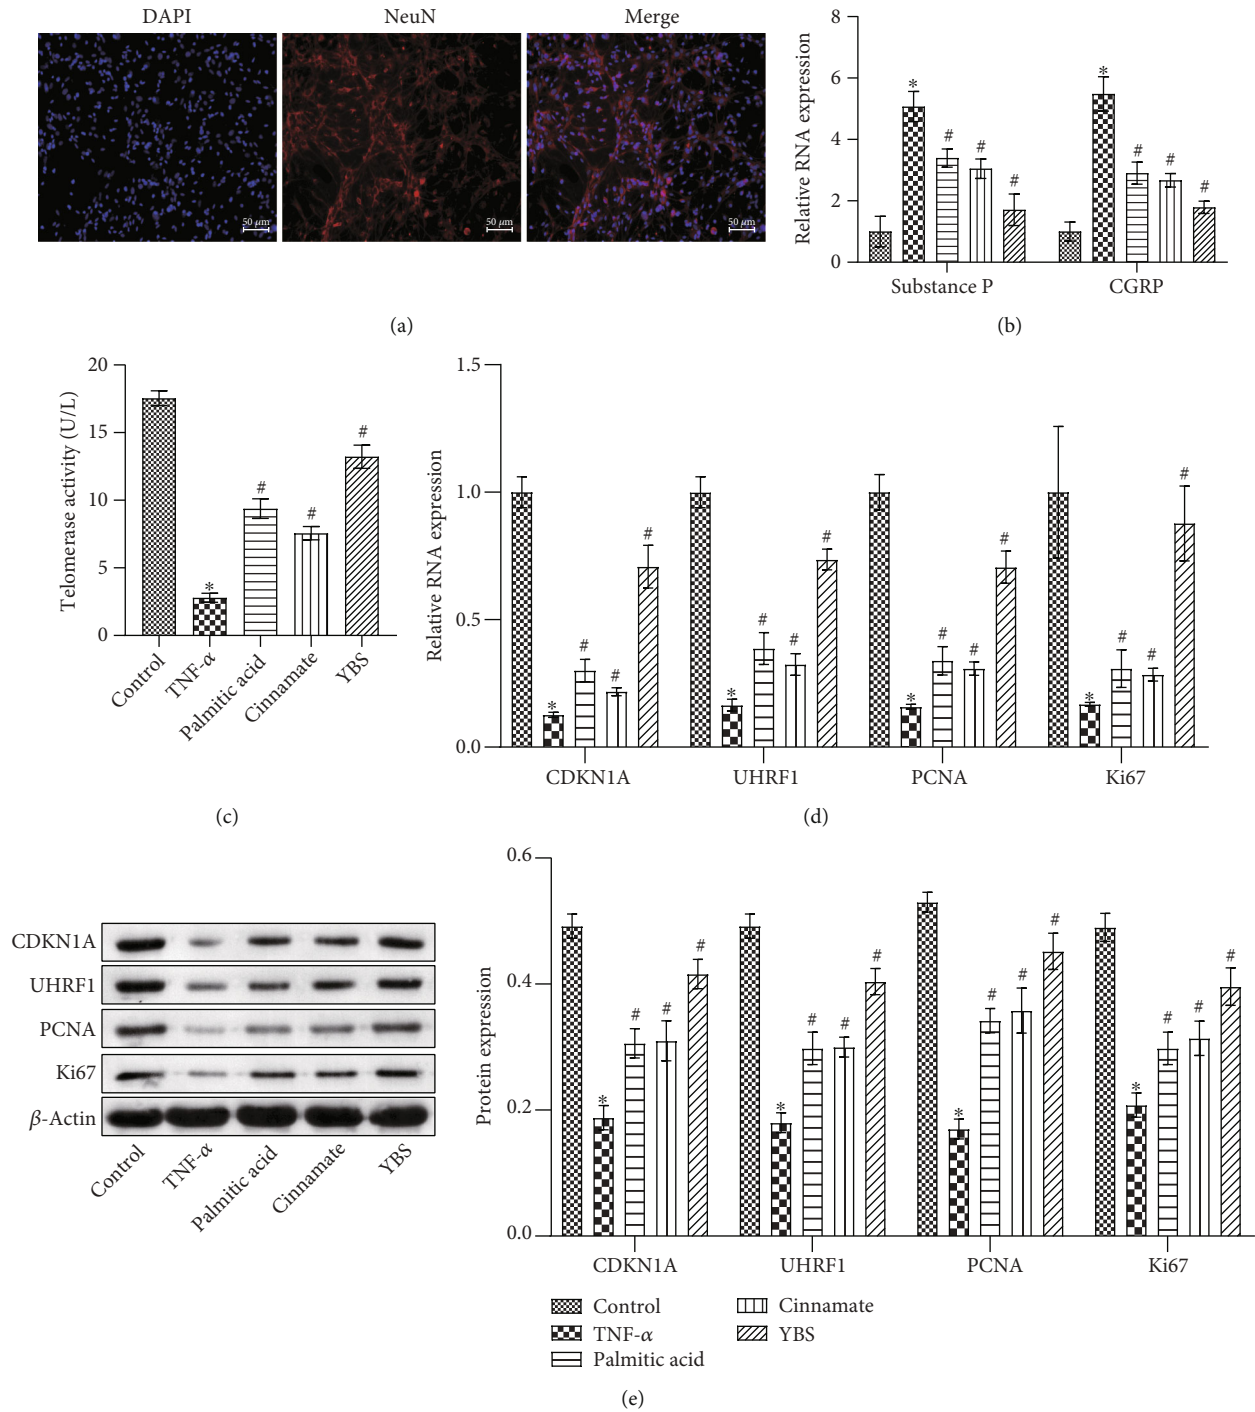 DAPI NeuN Merge
50 μm 50 μm 50 μm
(a)
Relative RNA expression
8
6
4
2
0
* # # # * # # #
Substance P CGRP
(b)
Telomerase activity (U/L)
20
15
10
5
0
* # # #
Control TNF-α Palmitic acid Cinnamate YBS
(c)
Relative RNA expression
1.5
1.0
0.5
0.0
* # # # * # # # * # # # * # # #
CDKN1A UHRF1 PCNA Ki67
(d)
CDKN1A
UHRF1
PCNA
Ki67
β-Actin
Control TNF-α Palmitic acid Cinnamate YBS
Protein expression
0.6
0.4
0.2
0.0
* # # # * # # # * # # # * # # #
CDKN1A UHRF1 PCNA Ki67
Control Cinnamate
TNF-α YBS
Palmitic acid
(e)